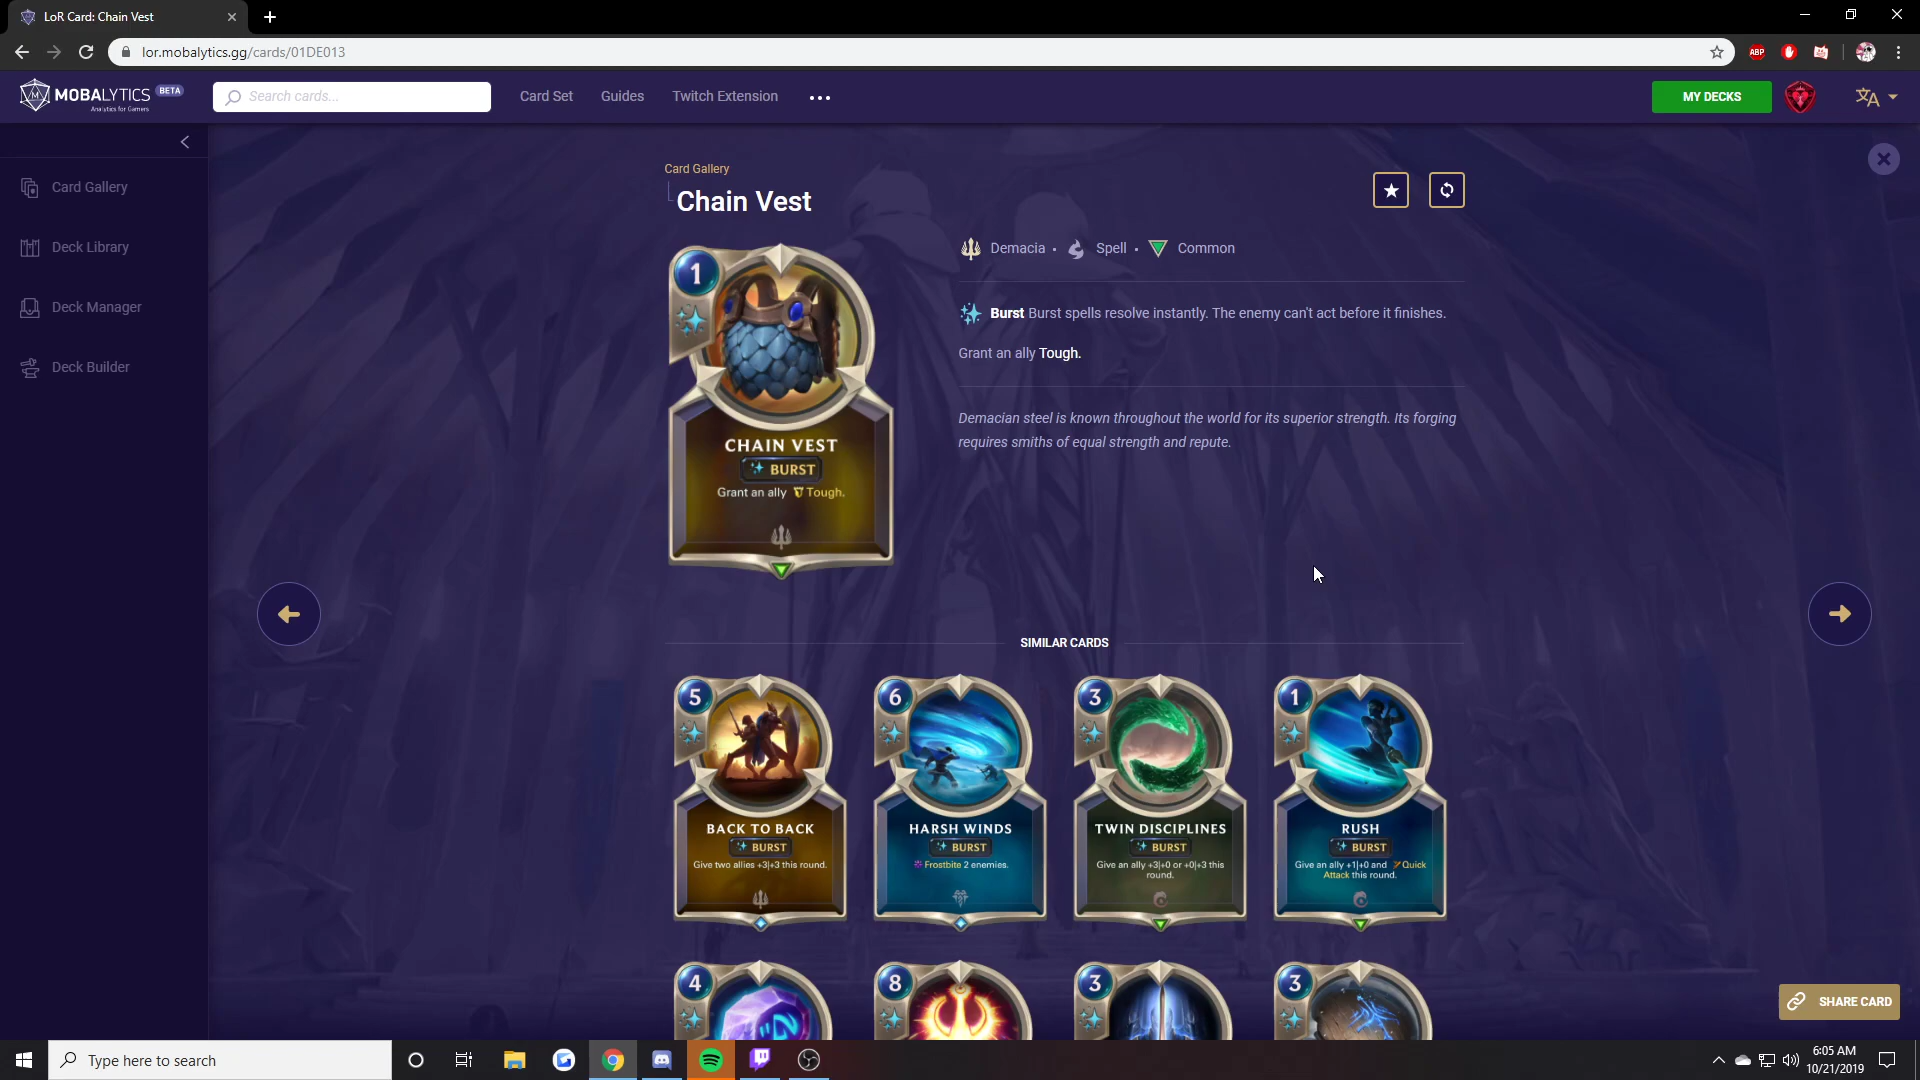 LoR Card: Chain Vest
lor.mobalytics.gg/cards/01DE013
ABP
MOBALYTICS BETA
Analytics for Gamers
Search cards...
Card Set
Guides
Twitch Extension
MY DECKS
Card Gallery
Deck Library
Deck Manager
Deck Builder
Card Gallery
Chain Vest
Demacia · Spell · Common
Burst Burst spells resolve instantly. The enemy can't act before it finishes.
Grant an ally Tough.
Demacian steel is known throughout the world for its superior strength. Its forging
requires smiths of equal strength and repute.
1
CHAIN VEST
BURST
Grant an ally Tough.
SIMILAR CARDS
5
BACK TO BACK
BURST
Give two allies +3|+3 this round.
6
HARSH WINDS
BURST
Frostbite 2 enemies.
3
TWIN DISCIPLINES
BURST
Give an ally +3|+0 or +0|+3 this
round.
1
RUSH
BURST
Give an ally +1|+0 and Quick
Attack this round.
4
8
3
3
SHARE CARD
Type here to search
6:05 AM
10/21/2019